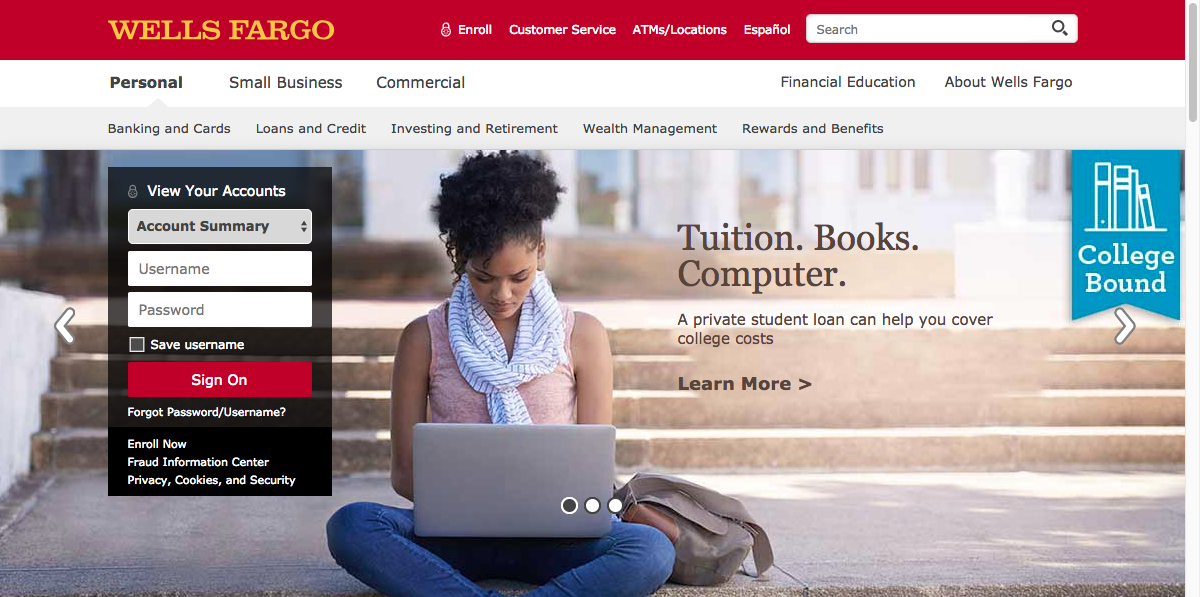 WELLS FARGO
Enroll
Customer Service
ATMs/Locations
Español
Search
Personal
Small Business
Commercial
Financial Education
About Wells Fargo
Banking and Cards
Loans and Credit
Investing and Retirement
Wealth Management
Rewards and Benefits
View Your Accounts
Account Summary
Username
Password
Save username
Sign On
Forgot Password/Username?
Enroll Now
Fraud Information Center
Privacy, Cookies, and Security
Tuition. Books.
Computer.
A private student loan can help you cover
college costs
Learn More >
College
Bound